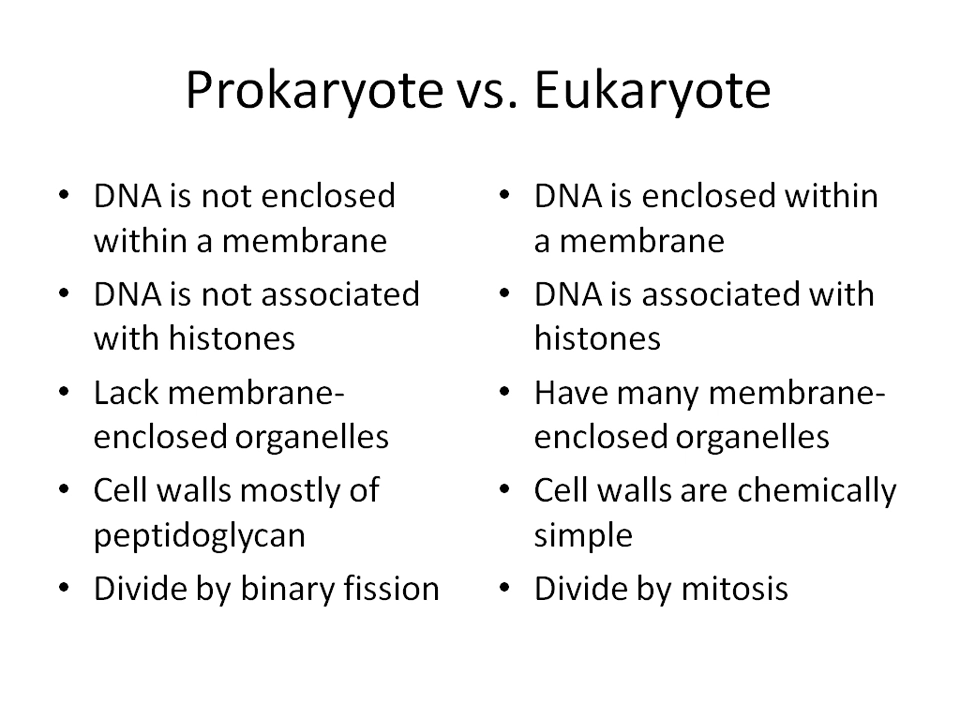 Prokaryote vs. Eukaryote
• DNA is not enclosed
within a membrane
• DNA is not associated
with histones
• Lack membrane-
enclosed organelles
• Cell walls mostly of
peptidoglycan
• Divide by binary fission
• DNA is enclosed within
a membrane
• DNA is associated with
histones
• Have many membrane-
enclosed organelles
• Cell walls are chemically
simple
• Divide by mitosis